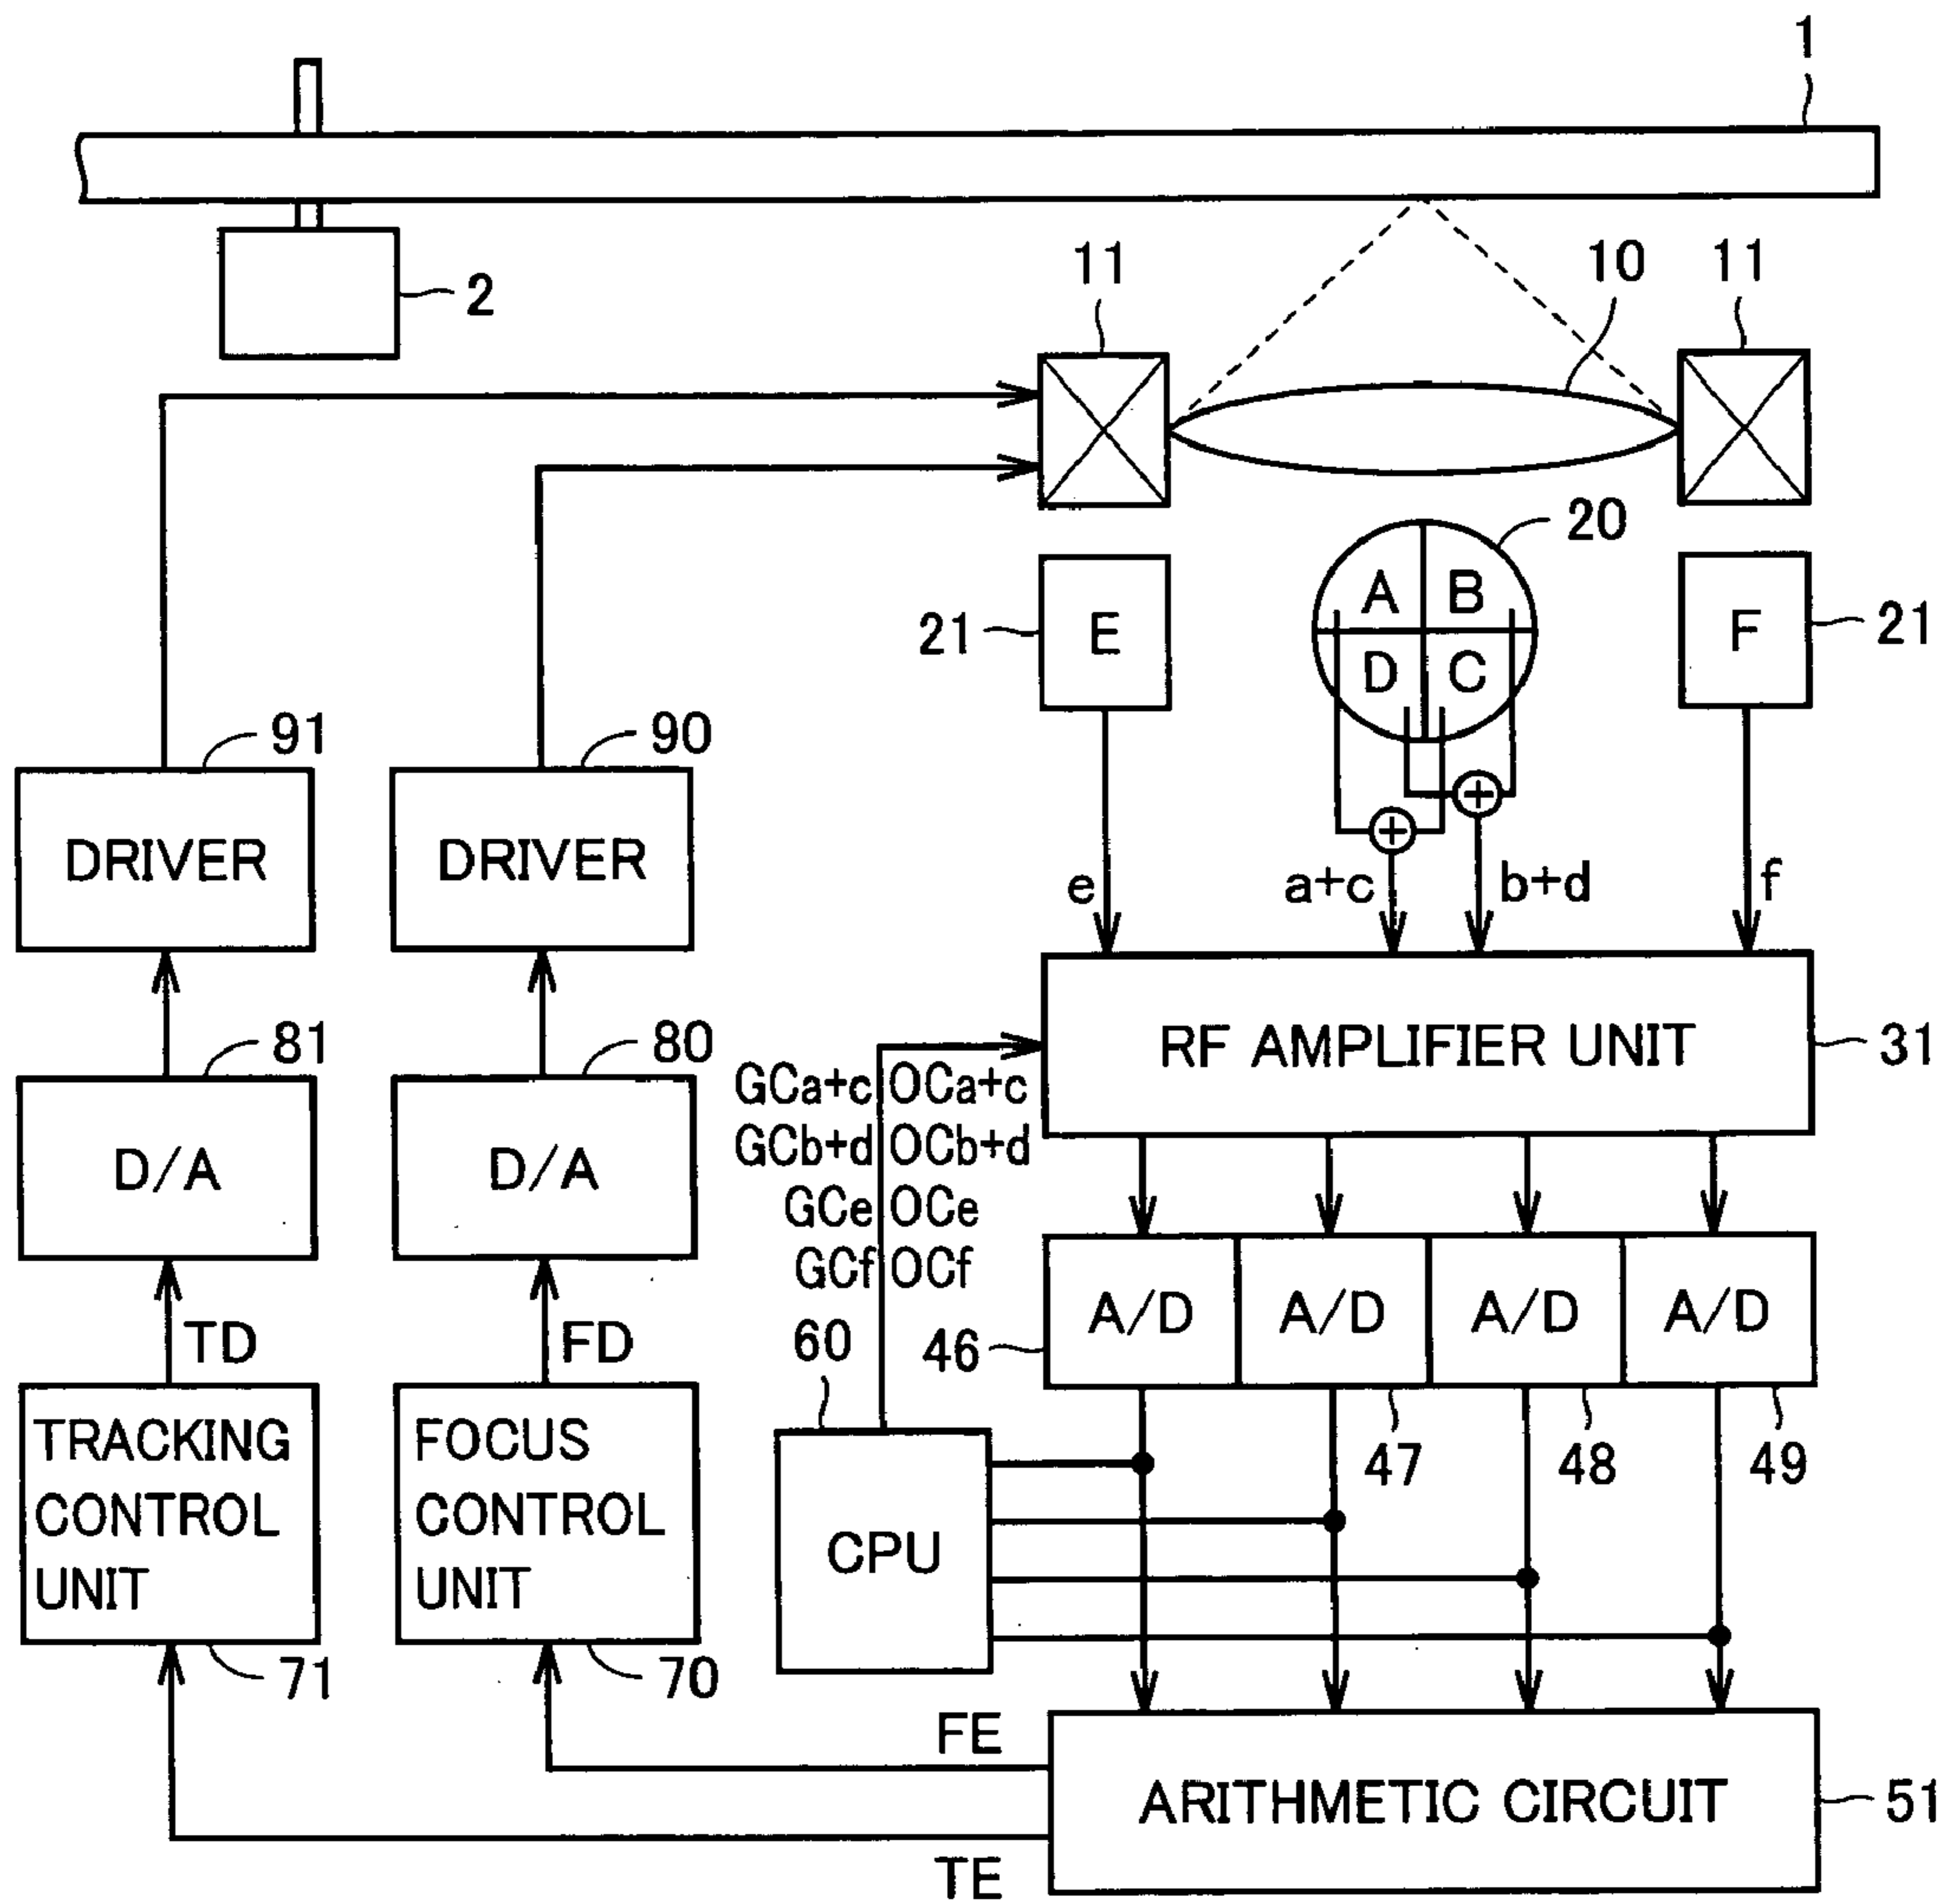 1
2
11
10
11
20
A
B
D
C
21
E
F
21
91
90
DRIVER
DRIVER
e
a+c
b+d
f
81
80
RF AMPLIFIER UNIT
31
D/A
D/A
GCa+c OCa+c
GCb+d OCb+d
GCe OCe
GCf OCf
TD
FD
60
46
A/D
A/D
A/D
A/D
47
48
49
TRACKING
CONTROL
UNIT
FOCUS
CONTROL
UNIT
CPU
71
70
FE
ARITHMETIC CIRCUIT
51
TE